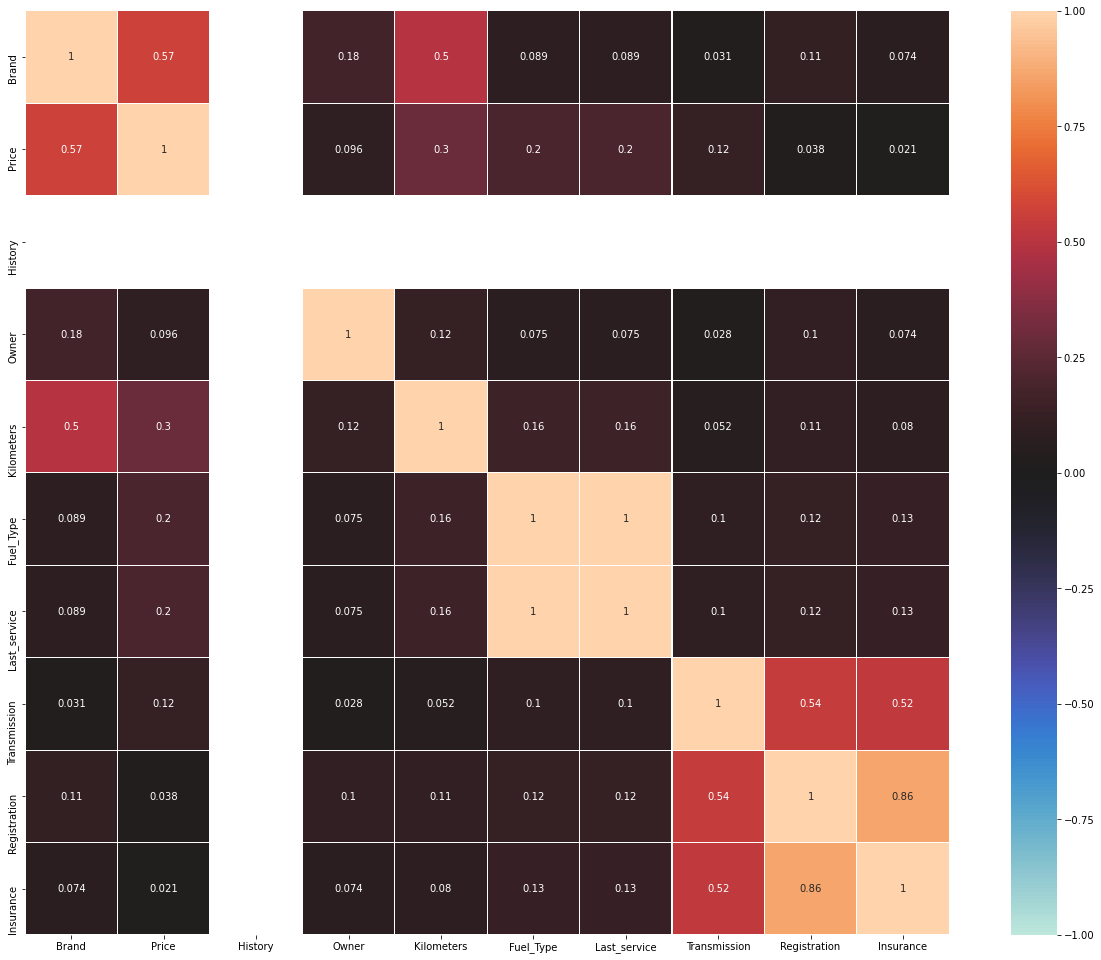 Brand 1 0.57 0.18 0.5 0.089 0.089 0.031 0.11 0.074
Price 0.57 1 0.096 0.3 0.2 0.2 0.12 0.038 0.021
History
Owner 0.18 0.096 1 0.12 0.075 0.075 0.028 0.1 0.074
Kilometers 0.5 0.3 0.12 1 0.16 0.16 0.052 0.11 0.08
Fuel_Type 0.089 0.2 0.075 0.16 1 1 0.1 0.12 0.13
Last_service 0.089 0.2 0.075 0.16 1 1 0.1 0.12 0.13
Transmission 0.031 0.12 0.028 0.052 0.1 0.1 1 0.54 0.52
Registration 0.11 0.038 0.1 0.11 0.12 0.12 0.54 1 0.86
Insurance 0.074 0.021 0.074 0.08 0.13 0.13 0.52 0.86 1
Brand Price History Owner Kilometers Fuel_Type Last_service Transmission Registration Insurance
1.00
0.75
0.50
0.25
0.00
−0.25
−0.50
−0.75
−1.00